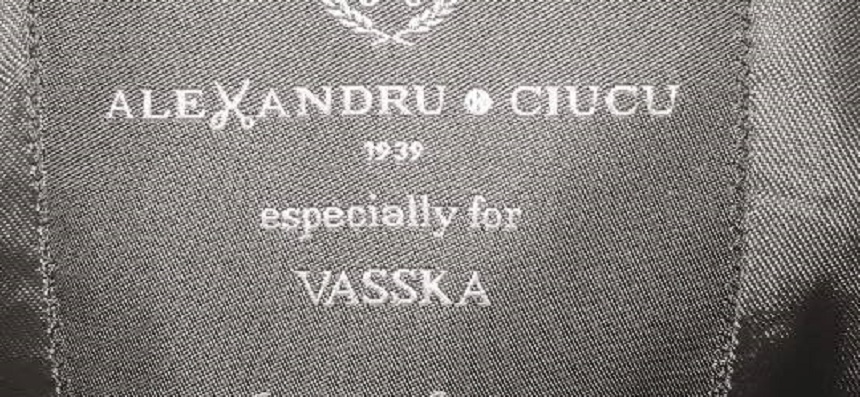 ALEXANDRU CIUCU
1939
especially for
VASSKA